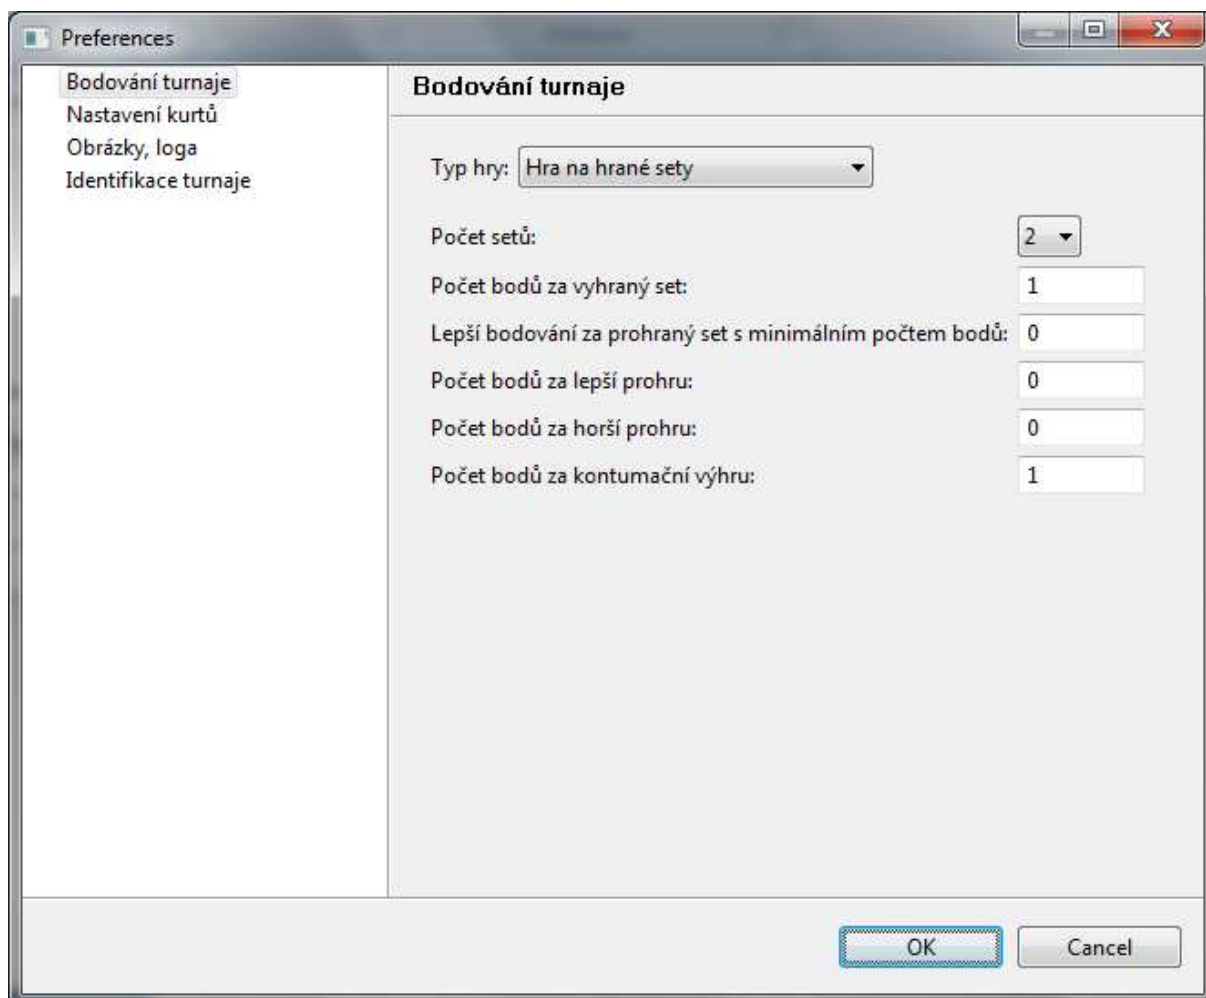 Preferences
Bodování turnaje
Nastavení kurtů
Obrázky, loga
Identifikace turnaje
Bodování turnaje
Typ hry: Hra na hrané sety
Počet setů: 2
Počet bodů za vyhraný set: 1
Lepší bodování za prohraný set s minimálním počtem bodů: 0
Počet bodů za lepší prohru: 0
Počet bodů za horší prohru: 0
Počet bodů za kontumační výhru: 1
OK Cancel